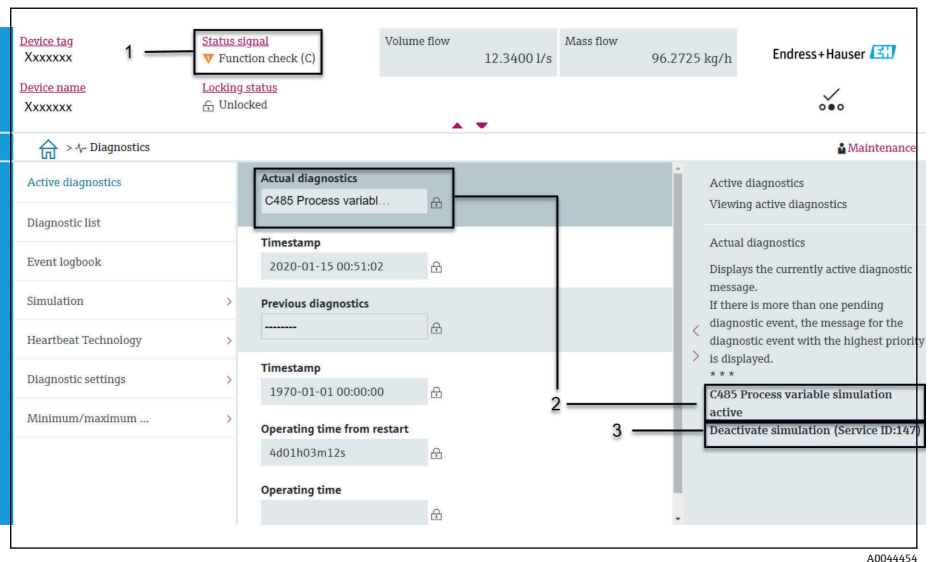 Device tag
Xxxxxxx
1
Status signal
Function check (C)
Volume flow
12.3400 l/s
Mass flow
96.2725 kg/h
Endress+Hauser EH
Device name
Xxxxxxx
Locking status
Unlocked
> Diagnostics
Maintenance
Active diagnostics
Diagnostic list
Event logbook
Simulation >
Heartbeat Technology >
Diagnostic settings >
Minimum/maximum ... >
Actual diagnostics
C485 Process variabl...
Timestamp
2020-01-15 00:51:02
Previous diagnostics
--------
Timestamp
1970-01-01 00:00:00
Operating time from restart
4d01h03m12s
Operating time
2
3
Active diagnostics
Viewing active diagnostics
Actual diagnostics
Displays the currently active diagnostic
message.
If there is more than one pending
diagnostic event, the message for the
diagnostic event with the highest priority
is displayed.
* * *
C485 Process variable simulation
active
Deactivate simulation (Service ID:147)
A0044454